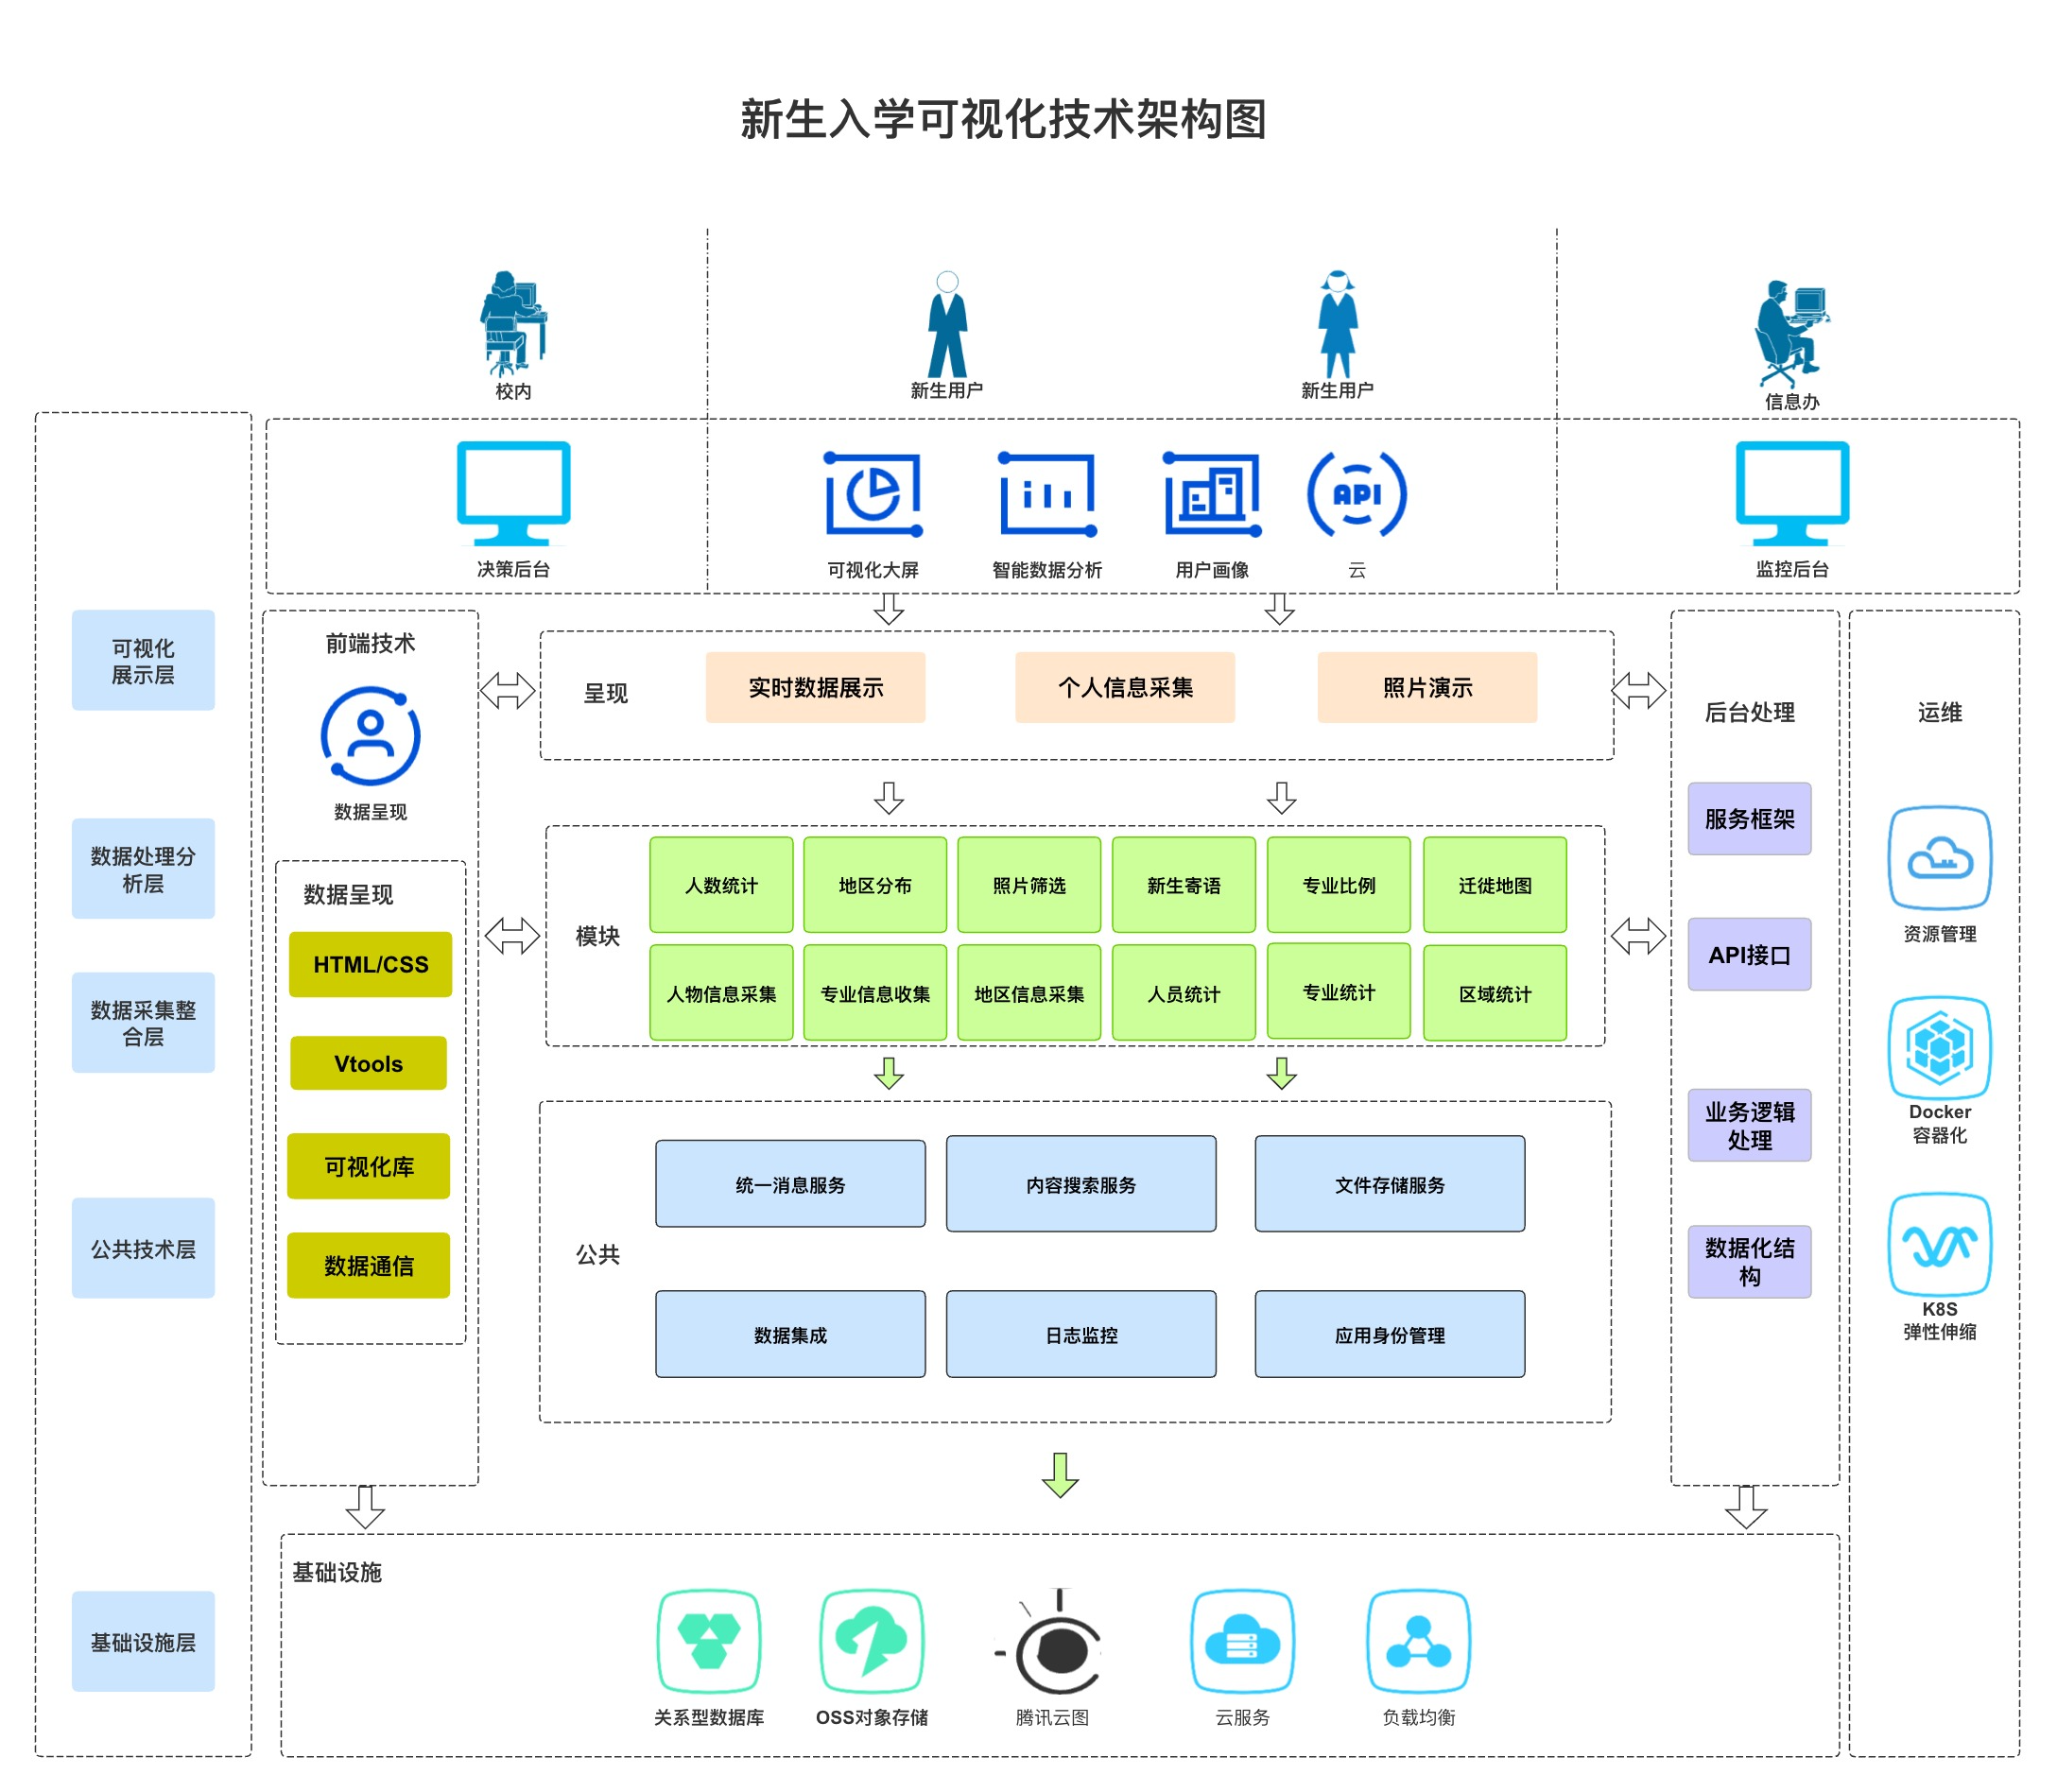 新生入学可视化技术架构图
校内
新生用户
新生用户
信息办
决策后台
可视化大屏
智能数据分析
用户画像
API
云
监控后台
可视化
展示层
数据处理分
析层
数据采集整
合层
公共技术层
基础设施层
前端技术
数据呈现
数据呈现
HTML/CSS
Vtools
可视化库
数据通信
呈现
实时数据展示
个人信息采集
照片演示
模块
人数统计
地区分布
照片筛选
新生寄语
专业比例
迁徙地图
人物信息采集
专业信息收集
地区信息采集
人员统计
专业统计
区域统计
公共
统一消息服务
内容搜索服务
文件存储服务
数据集成
日志监控
应用身份管理
后台处理
服务框架
API接口
业务逻辑
处理
数据化结
构
运维
资源管理
Docker
容器化
K8S
弹性伸缩
基础设施
关系型数据库
OSS对象存储
腾讯云图
云服务
负载均衡